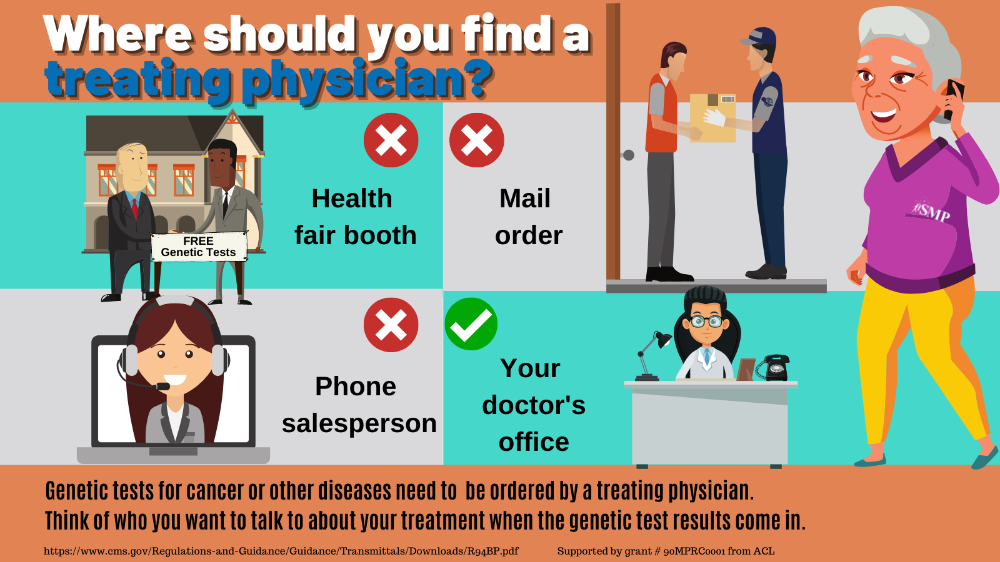 Where should you find a
treating physician?
FREE
Genetic Tests
Health
fair booth
Mail
order
SMP
Phone
salesperson
Your
doctor's
office
Genetic tests for cancer or other diseases need to be ordered by a treating physician.
Think of who you want to talk to about your treatment when the genetic test results come in.
https://www.cms.gov/Regulations-and-Guidance/Guidance/Transmittals/Downloads/R94BP.pdf
Supported by grant # 90MPRC0001 from ACL